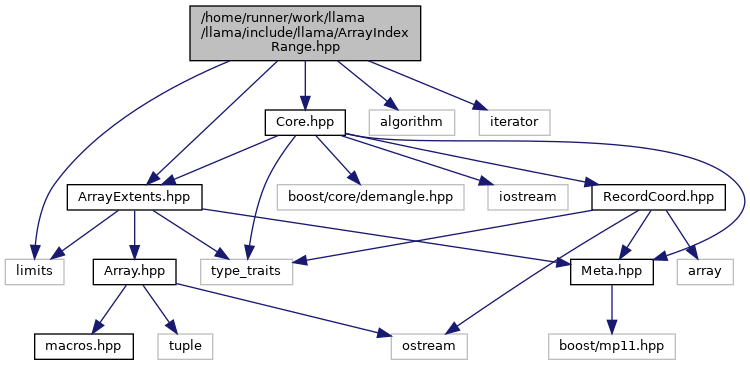 /home/runner/work/llama
/llama/include/llama/ArrayIndex
Range.hpp
Core.hpp
algorithm
iterator
ArrayExtents.hpp
boost/core/demangle.hpp
iostream
RecordCoord.hpp
limits
Array.hpp
type_traits
Meta.hpp
array
macros.hpp
tuple
ostream
boost/mp11.hpp